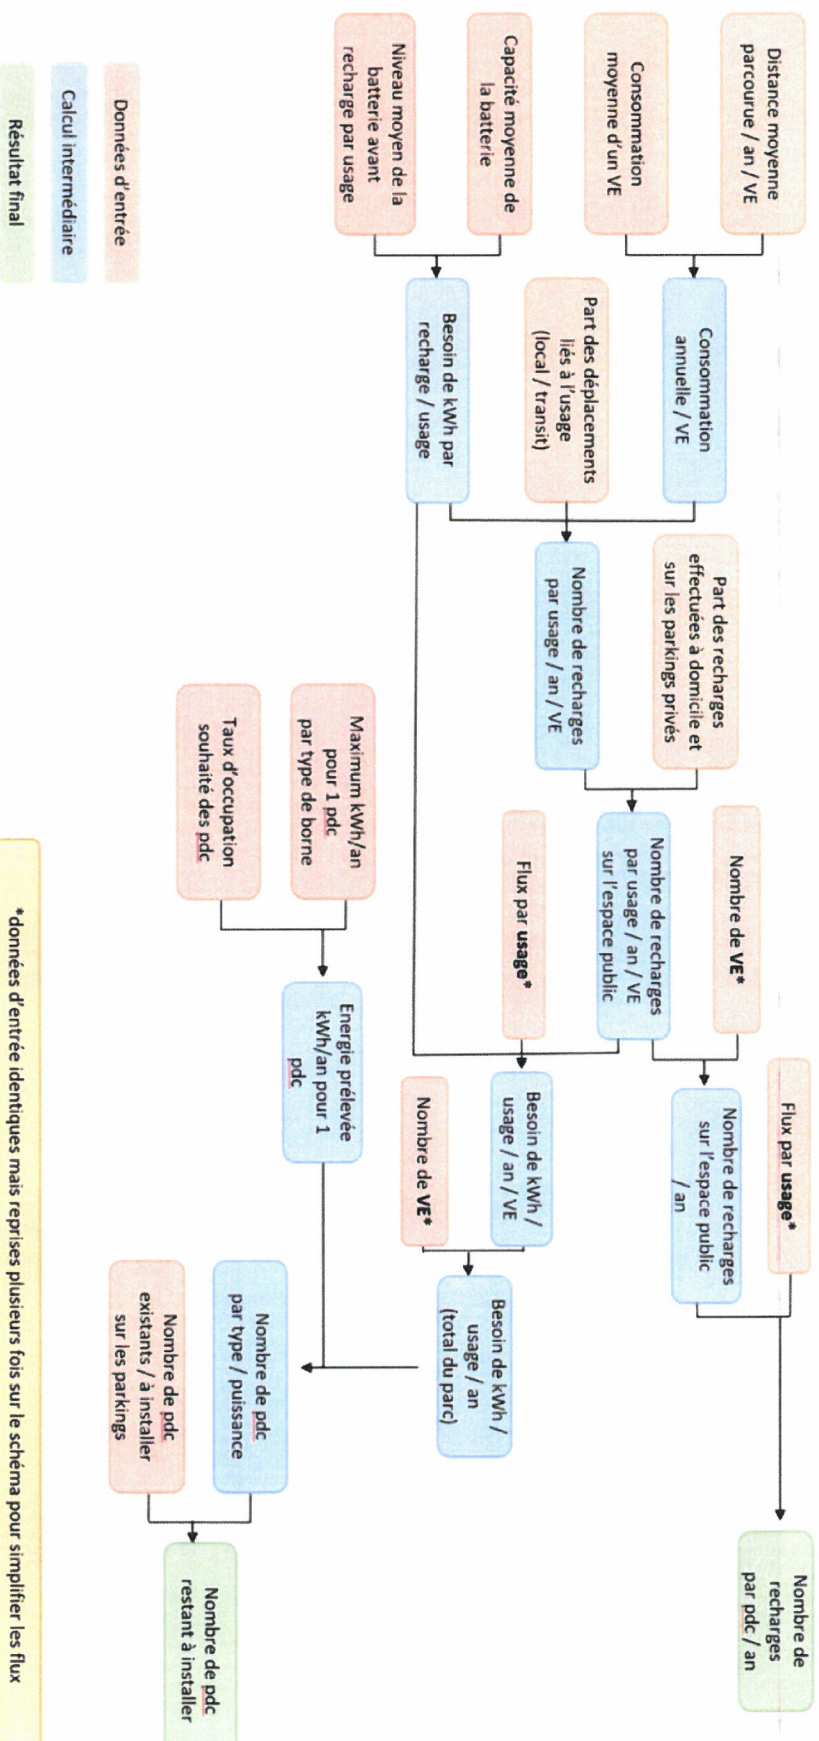 Distance moyenne
parcourue / an / VE
Consommation
moyenne d'un VE
Capacité moyenne de
la batterie
Niveau moyen de la
batterie avant
recharge par usage
Consommation
annuelle / VE
Part des déplacements
liés à l'usage
(local / transit)
Besoin de kWh par
recharge / usage
Part des recharges
effectuées à domicile et
sur les parkings privés
Nombre de recharges
par usage / an / VE
Maximum kWh/an
pour 1 pdc
par type de borne
Taux d'occupation
souhaité des pdc
Nombre de VE*
Nombre de recharges
par usage / an / VE
sur l'espace public
Flux par usage*
Energie prélevée
kWh/an pour 1
pdc
Flux par usage*
Nombre de recharges
sur l'espace public
/ an
Besoin de kWh /
usage / an / VE
Nombre de VE*
Besoin de kWh /
usage / an
(total du parc)
Nombre de pdc
par type / puissance
Nombre de pdc
existants / à installer
sur les parkings
Nombre de
recharges
par pdc / an
Nombre de pdc
restant à installer
Données d'entrée
Calcul intermédiaire
Résultat final
*données d'entrée identiques mais reprises plusieurs fois sur le schéma pour simplifier les flux